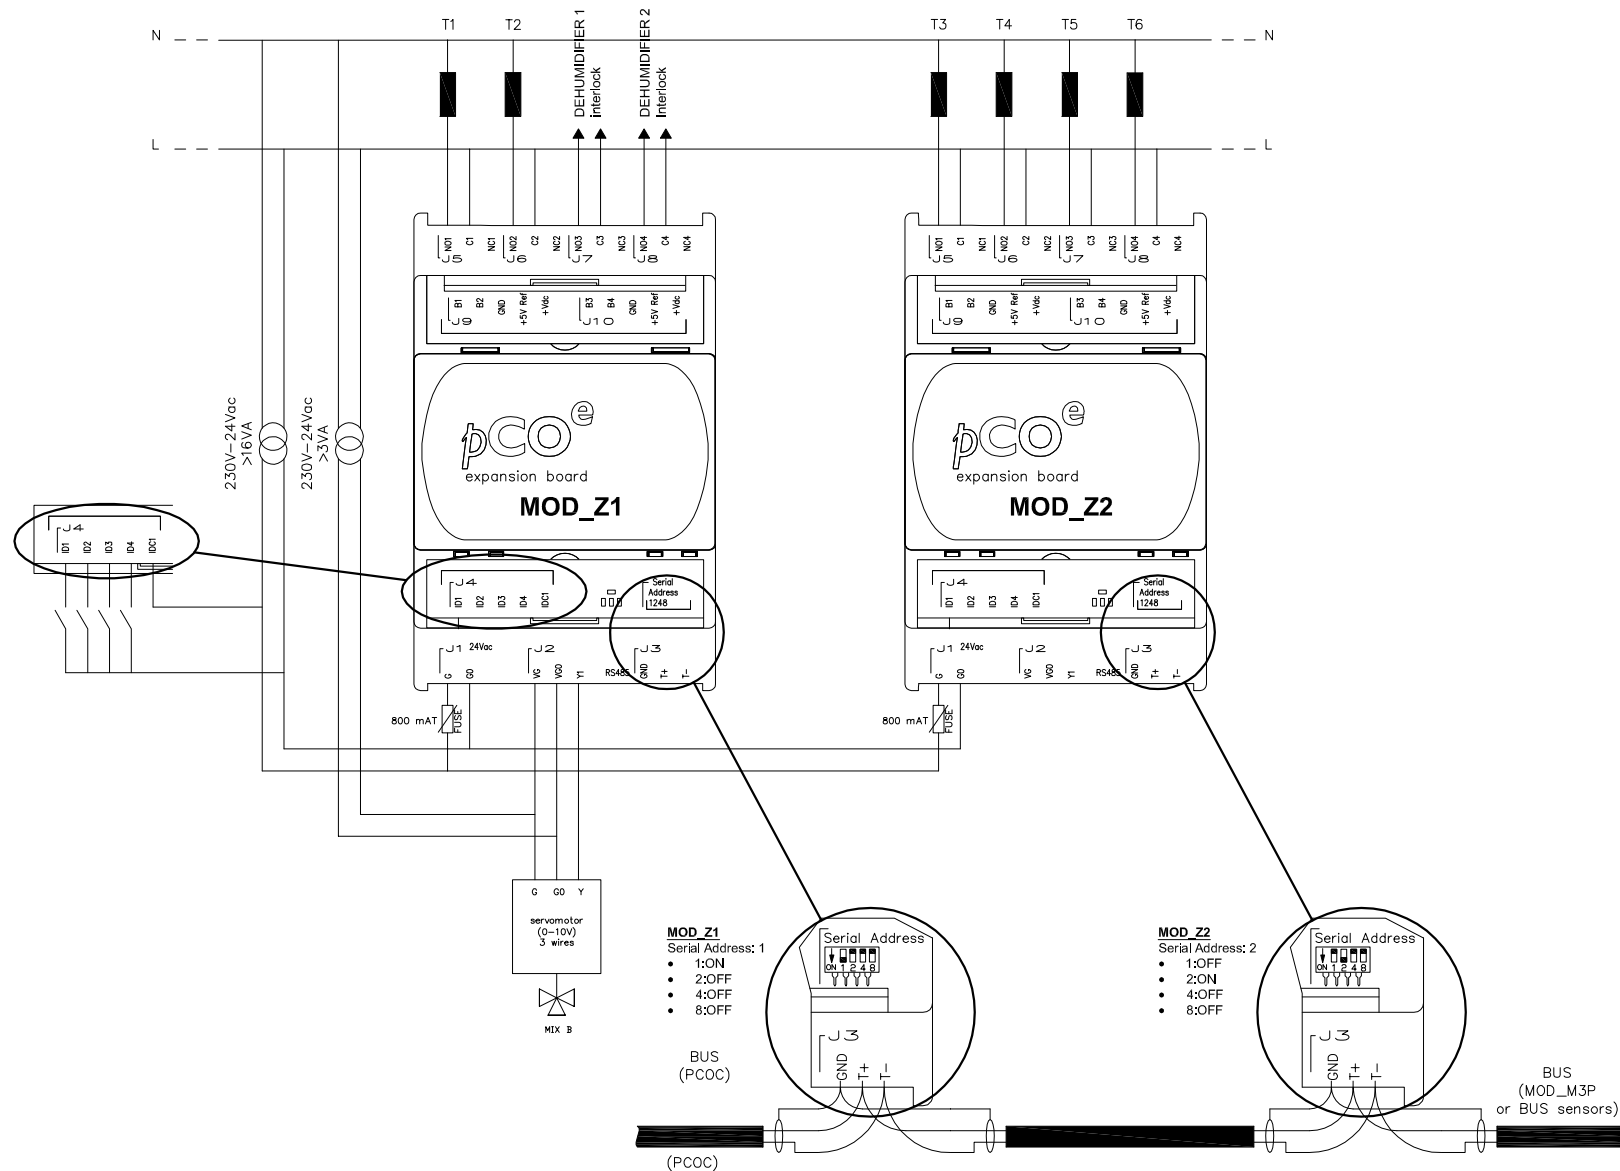 T1 T2 DEHUMIDIFIER 1 interlock DEHUMIDIFIER 2 Interlock T3 T4 T5 T6
N N
L L
NO1 C1 NC1 NO2 C2 NC2 NO3 C3 NC3 NO4 C4 NC4
J5 J6 J7 J8
B1 B2 GND +5V Ref +Vdc B3 B4 GND +5V Ref +Vdc
J9 J10
pCOe
expansion board
MOD_Z1
J4
ID1 ID2 ID3 ID4 IDC1
Serial
Address
1248
J1 24Vac J2 J3
G G0 VG VG0 Y1 RS485 GND T+ T-
NO1 C1 NC1 NO2 C2 NC2 NO3 C3 NC3 NO4 C4 NC4
J5 J6 J7 J8
B1 B2 GND +5V Ref +Vdc B3 B4 GND +5V Ref +Vdc
J9 J10
pCOe
expansion board
MOD_Z2
J4
ID1 ID2 ID3 ID4 IDC1
Serial
Address
1248
J1 24Vac J2 J3
G G0 VG VG0 Y1 RS485 GND T+ T-
230V-24Vac
>16VA
230V-24Vac
>3VA
J4
ID1 ID2 ID3 ID4 IDC1
800 mAT FUSE
800 mAT FUSE
G G0 Y
servomotor
(0-10V)
3 wires
MIX B
MOD_Z1
Serial Address: 1
• 1:ON
• 2:OFF
• 4:OFF
• 8:OFF
Serial Address
ON 1 2 4 8
J3
GND T+ T-
BUS
(PCOC)
(PCOC)
MOD_Z2
Serial Address: 2
• 1:OFF
• 2:ON
• 4:OFF
• 8:OFF
Serial Address
ON 1 2 4 8
J3
GND T+ T-
BUS
(MOD_M3P
or BUS sensors)